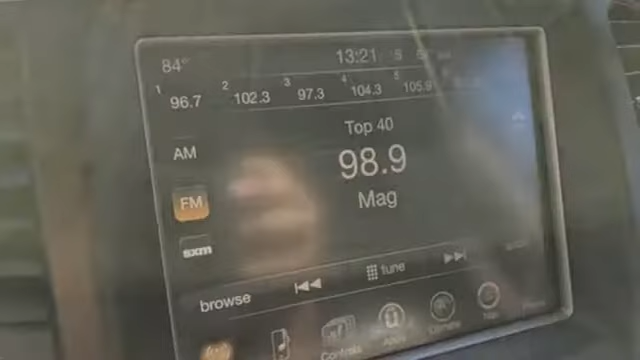 84° 13:21
1 96.7 2 102.3 3 97.3 4 104.3 5 105.9
Top 40
AM
98.9
FM
Mag
sxm
browse tune
Controls